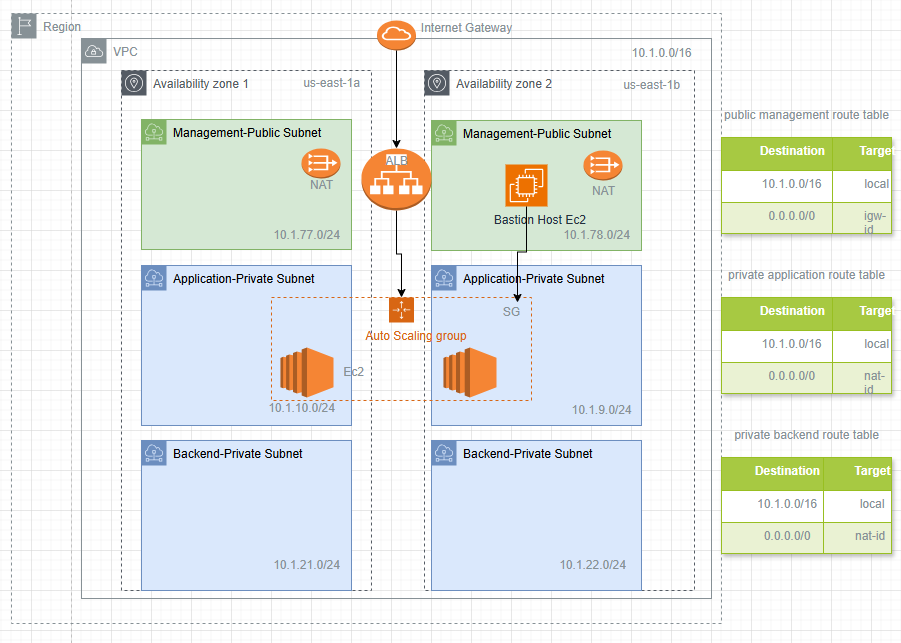 Region
Internet Gateway
VPC
10.1.0.0/16
Availability zone 1
us-east-1a
Availability zone 2
us-east-1b
Management-Public Subnet
NAT
10.1.77.0/24
ALB
Management-Public Subnet
NAT
Bastion Host Ec2
10.1.78.0/24
Application-Private Subnet
Application-Private Subnet
SG
Auto Scaling group
Ec2
10.1.10.0/24
10.1.9.0/24
Backend-Private Subnet
10.1.21.0/24
Backend-Private Subnet
10.1.22.0/24
public management route table
Destination Target
10.1.0.0/16 local
0.0.0.0/0 igw-
id
private application route table
Destination Target
10.1.0.0/16 local
0.0.0.0/0 nat-
id
private backend route table
Destination Target
10.1.0.0/16 local
0.0.0.0/0 nat-id